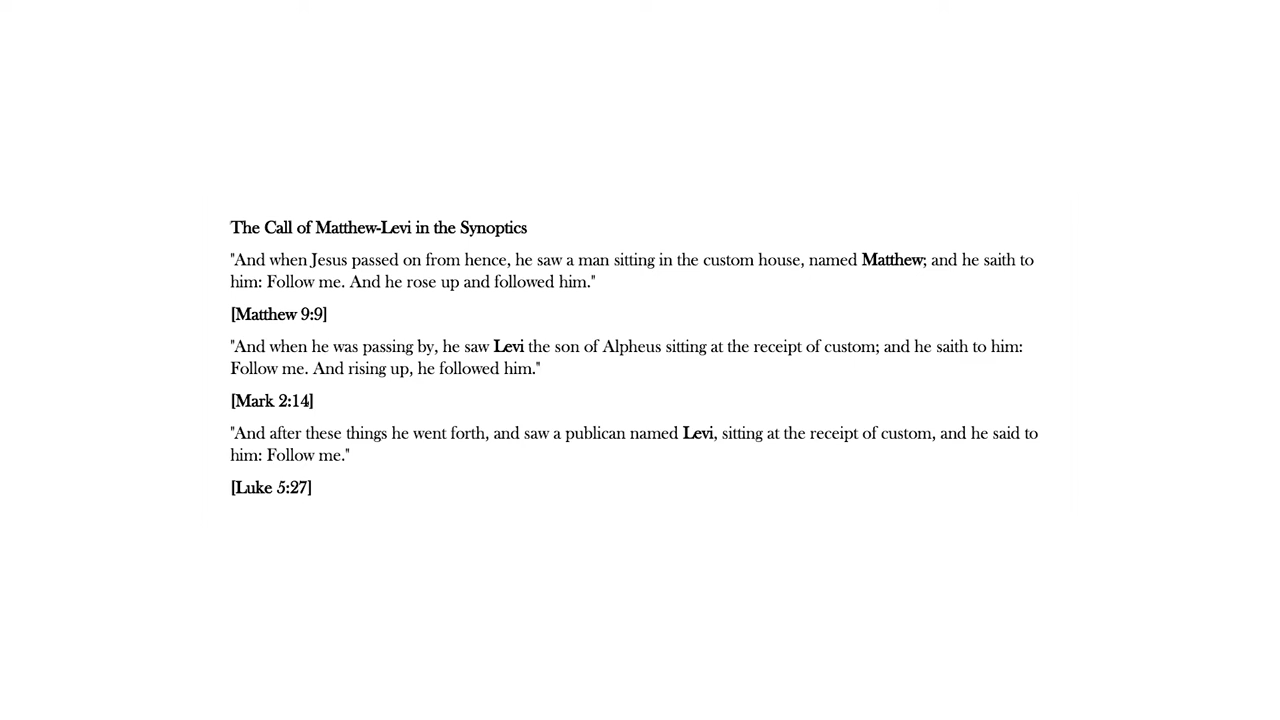 The Call of Matthew-Levi in the Synoptics
"And when Jesus passed on from hence, he saw a man sitting in the custom house, named Matthew; and he saith to
him: Follow me. And he rose up and followed him."
[Matthew 9:9]
"And when he was passing by, he saw Levi the son of Alpheus sitting at the receipt of custom; and he saith to him:
Follow me. And rising up, he followed him."
[Mark 2:14]
"And after these things he went forth, and saw a publican named Levi, sitting at the receipt of custom, and he said to
him: Follow me."
[Luke 5:27]